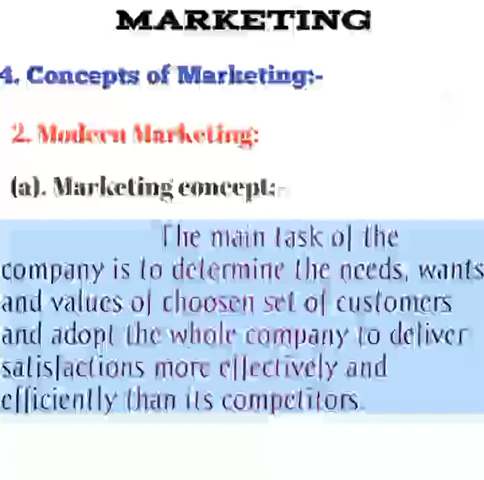 MARKETING
4. Concepts of Marketing:-
2. Modern Marketing:
(a). Marketing concept:-
The main task of the
company is to determine the needs, wants
and values of choosen set of customers
and adopt the whole company to deliver
satisfactions more effectively and
efficiently than its competitors.